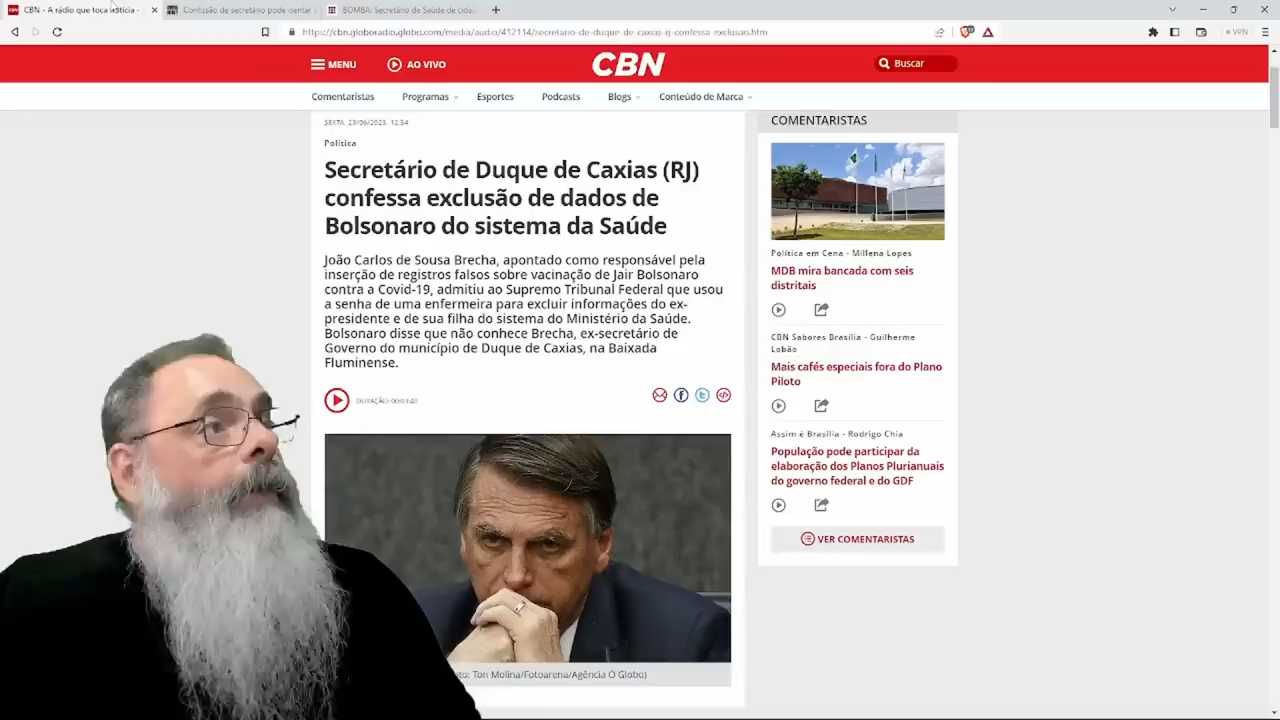 CBN - A rádio que toca notícia -
Confissão de secretário pode isentar
BOMBA: Secretário de Saúde de cidad
https://cbn.globoradio.globo.com/media/audio/412114/secretario-de-duque-de-caxias-rj-confessa-exclusao.htm
VPN
MENU
AO VIVO
CBN
Buscar
Comentaristas
Programas
Esportes
Podcasts
Blogs
Conteúdo de Marca
SEXTA, 23/06/2023, 12:54
Política
Secretário de Duque de Caxias (RJ)
confessa exclusão de dados de
Bolsonaro do sistema da Saúde
João Carlos de Sousa Brecha, apontado como responsável pela
inserção de registros falsos sobre vacinação de Jair Bolsonaro
contra a Covid-19, admitiu ao Supremo Tribunal Federal que usou
a senha de uma enfermeira para excluir informações do ex-
presidente e de sua filha do sistema do Ministério da Saúde.
Bolsonaro disse que não conhece Brecha, ex-secretário de
Governo do município de Duque de Caxias, na Baixada
Fluminense.
DURAÇÃO: 00:03:40
to: Ton Molina/Fotoarena/Agência O Globo)
COMENTARISTAS
Política em Cena - Millena Lopes
MDB mira bancada com seis
distritais
CBN Sabores Brasília - Guilherme
Lobão
Mais cafés especiais fora do Plano
Piloto
Assim é Brasília - Rodrigo Chia
População pode participar da
elaboração dos Planos Plurianuais
do governo federal e do GDF
VER COMENTARISTAS